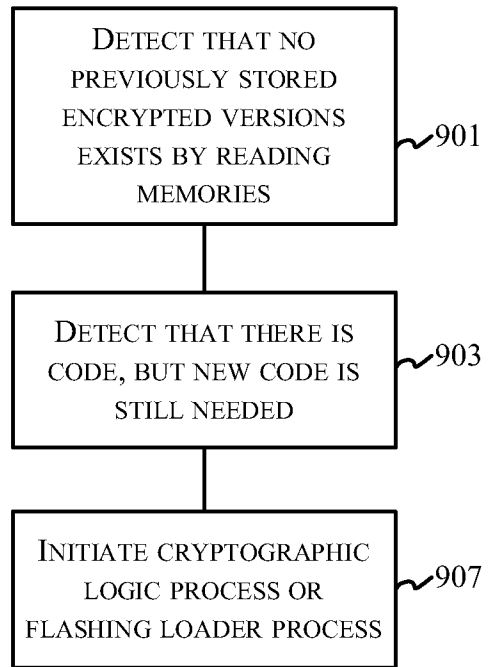 DETECT THAT NO
PREVIOUSLY STORED
ENCRYPTED VERSIONS
EXISTS BY READING
MEMORIES
901
DETECT THAT THERE IS
CODE, BUT NEW CODE IS
STILL NEEDED
903
INITIATE CRYPTOGRAPHIC
LOGIC PROCESS OR
FLASHING LOADER PROCESS
907